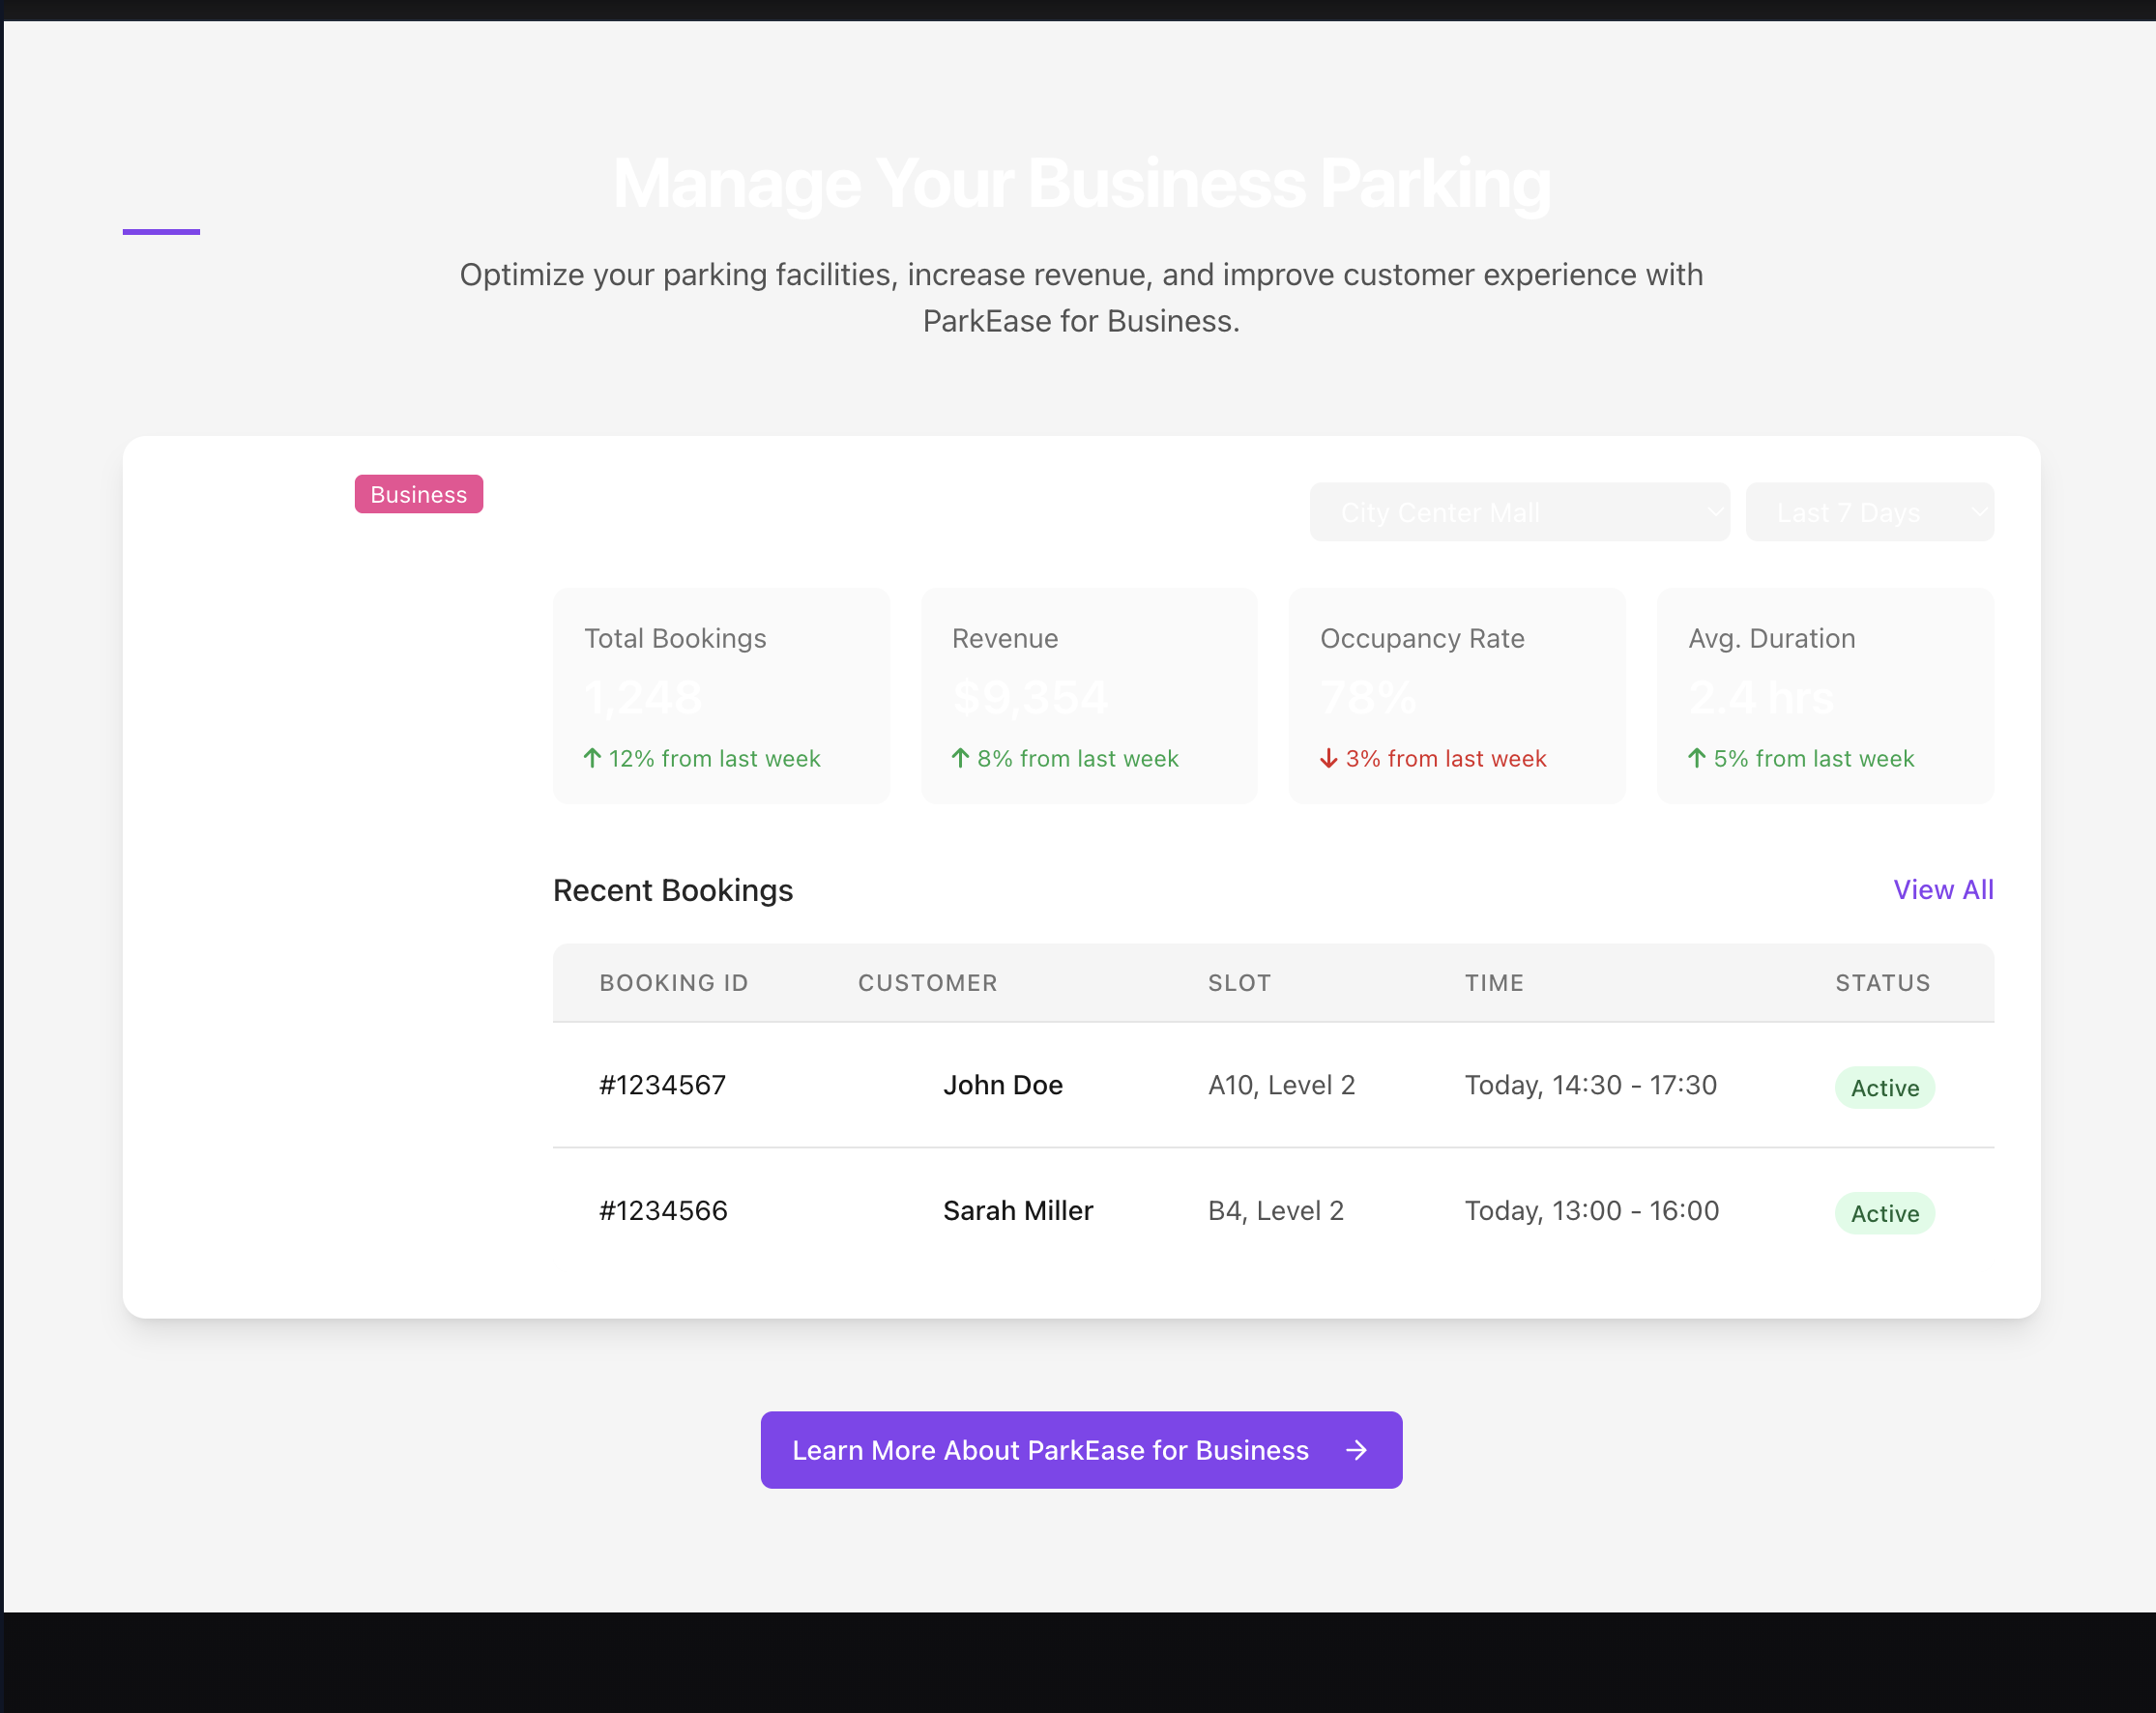 Manage Your Business Parking
Optimize your parking facilities, increase revenue, and improve customer experience with
ParkEase for Business.
Business
City Center Mall
Last 7 Days
Total Bookings
1,248
12% from last week
Revenue
$9,354
8% from last week
Occupancy Rate
78%
3% from last week
Avg. Duration
2.4 hrs
5% from last week
Recent Bookings
View All
BOOKING ID CUSTOMER SLOT TIME STATUS
#1234567 John Doe A10, Level 2 Today, 14:30 - 17:30 Active
#1234566 Sarah Miller B4, Level 2 Today, 13:00 - 16:00 Active
Learn More About ParkEase for Business